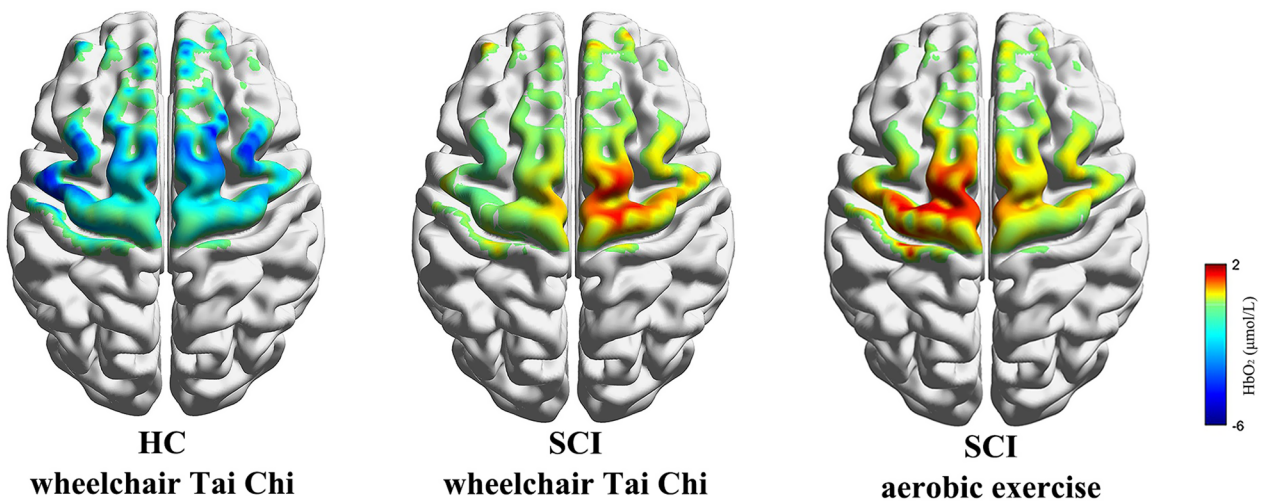 HC
wheelchair Tai Chi
SCI
wheelchair Tai Chi
SCI
aerobic exercise
2
HbO₂ (μmol/L)
-6